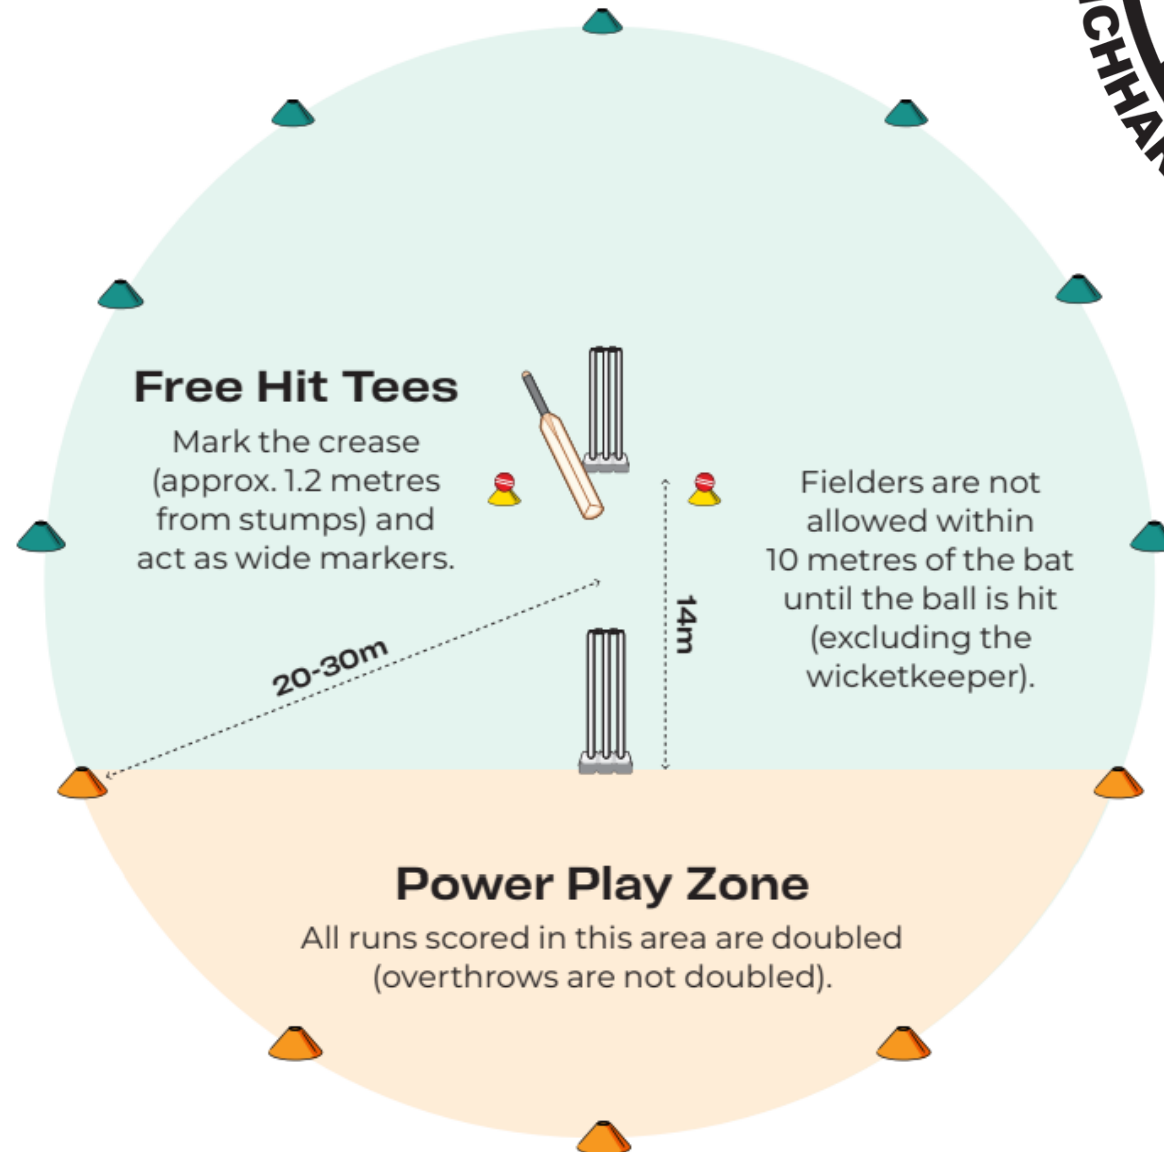 Free Hit Tees
Mark the crease
(approx. 1.2 metres
from stumps) and
act as wide markers.
Fielders are not
allowed within
10 metres of the bat
until the ball is hit
(excluding the
wicketkeeper).
14m
20-30m
Power Play Zone
All runs scored in this area are doubled
(overthrows are not doubled).